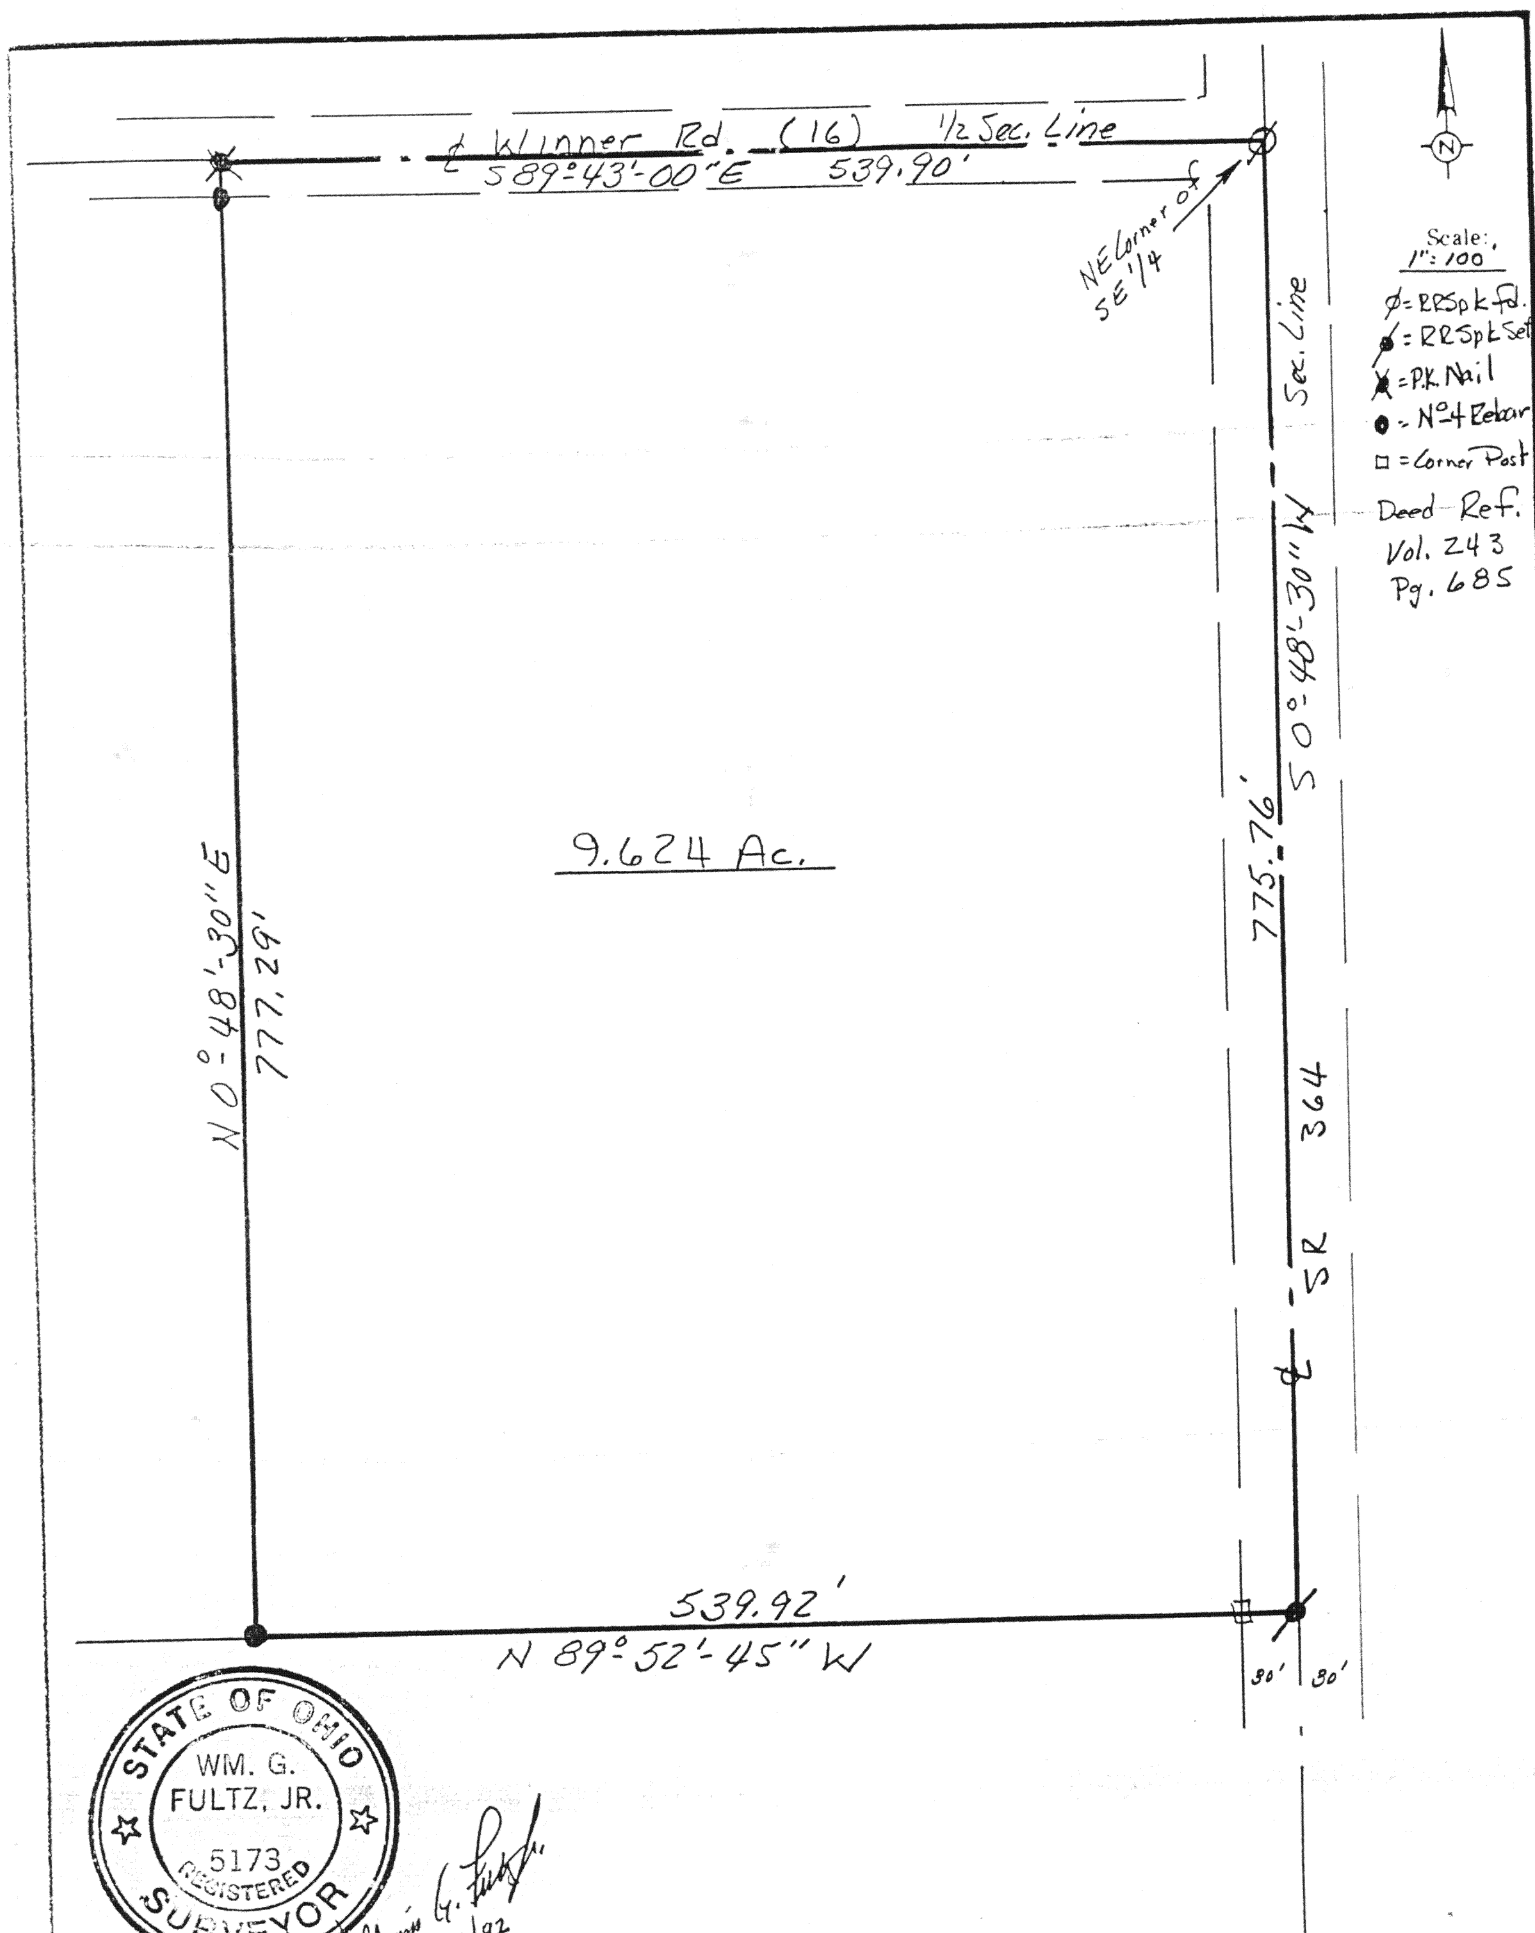 ℄ Winner Rd. (16) 1/2 Sec. Line
S 89°-43'-00" E 539.90'
NE Corner of
SE 1/4
N
Scale:
1"=100'
ø=RRSpk fd.
= RRSpk Set
= P.K. Nail
= Nº4 Rebar
□ = Corner Post
Deed Ref.
Vol. 243
Pg. 685
Sec. Line
S 0°-48'-30" W
775.76'
℄ SR 364
9.624 Ac.
N 0°-48'-30" E
777.29'
539.92'
N 89°-52'-45" W
30' 30'
STATE OF OHIO
WM. G.
FULTZ, JR.
5173
REGISTERED
SURVEYOR
G. Fultz Jr.